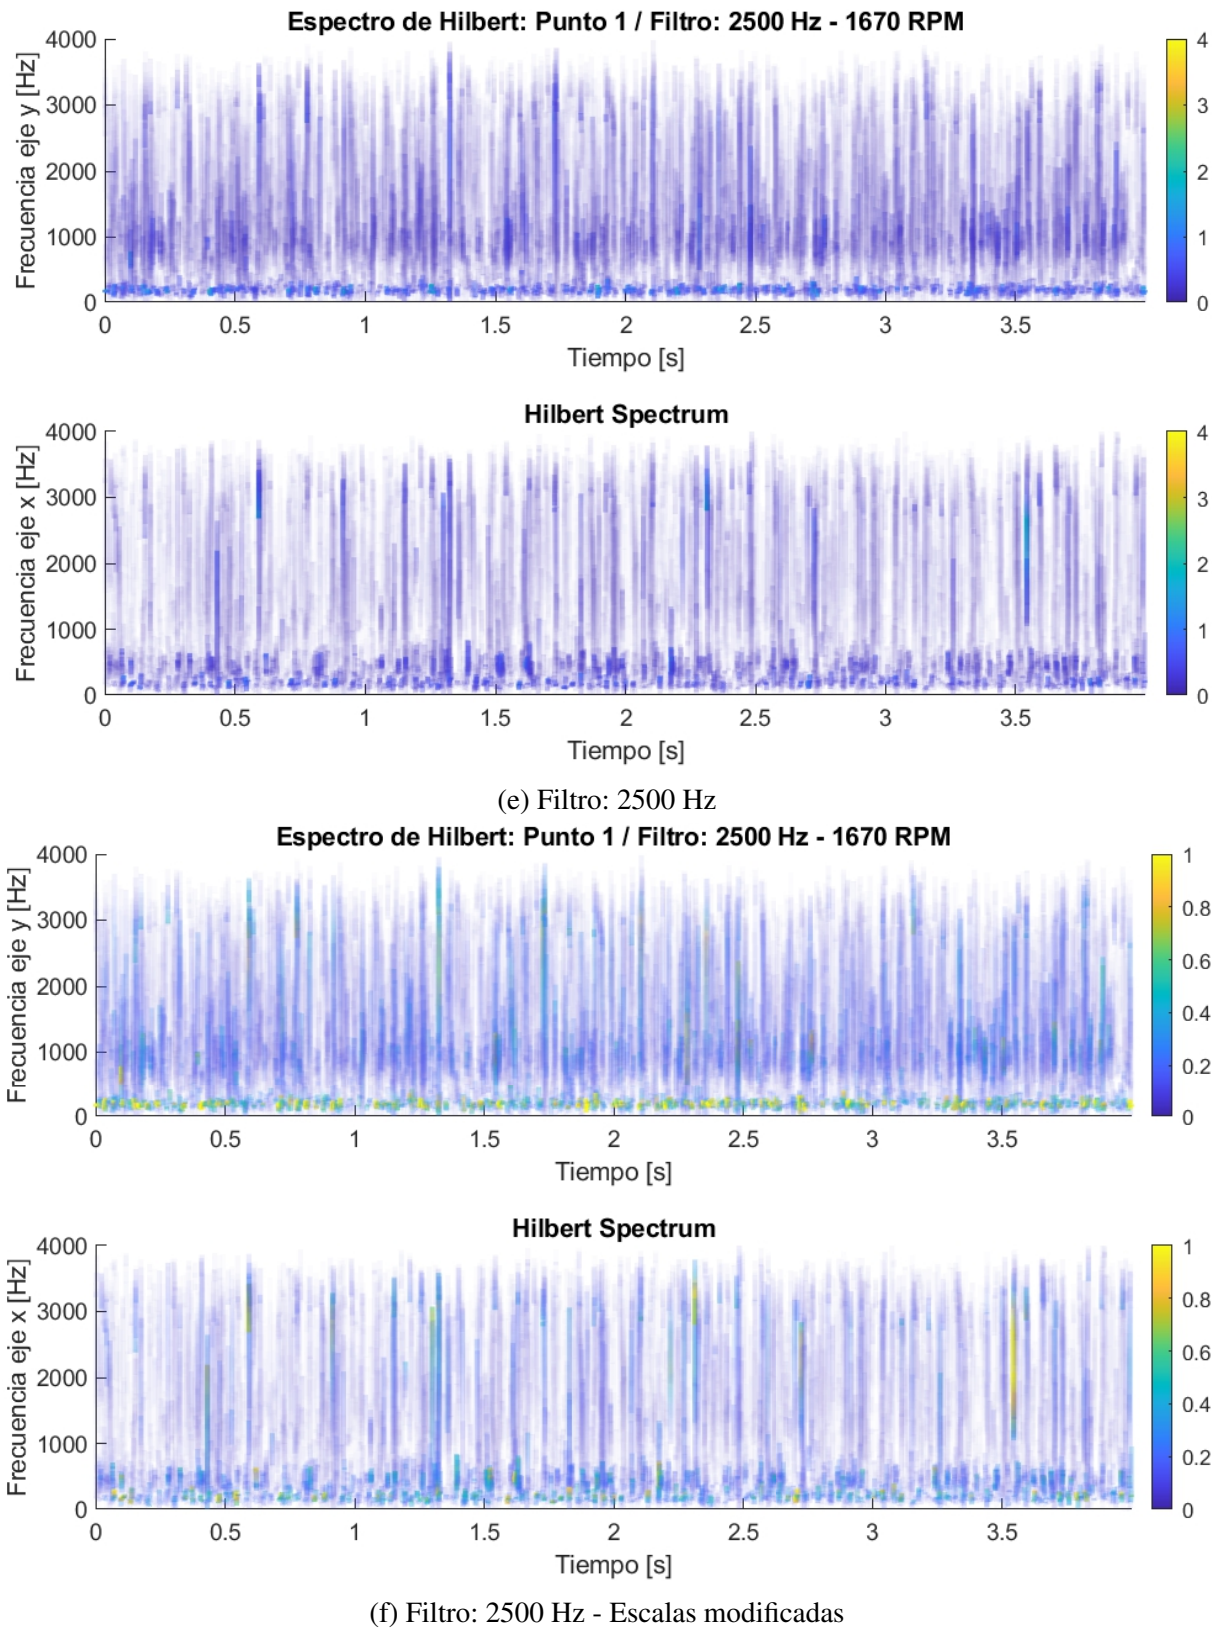 Espectro de Hilbert: Punto 1 / Filtro: 2500 Hz - 1670 RPM
Frecuencia eje y [Hz]
4000
3000
2000
1000
0
0 0.5 1 1.5 2 2.5 3 3.5
Tiempo [s]
4
3
2
1
0
Hilbert Spectrum
Frecuencia eje x [Hz]
4000
3000
2000
1000
0
0 0.5 1 1.5 2 2.5 3 3.5
Tiempo [s]
4
3
2
1
0
(e) Filtro: 2500 Hz
Espectro de Hilbert: Punto 1 / Filtro: 2500 Hz - 1670 RPM
Frecuencia eje y [Hz]
4000
3000
2000
1000
0
0 0.5 1 1.5 2 2.5 3 3.5
Tiempo [s]
1
0.8
0.6
0.4
0.2
0
Hilbert Spectrum
Frecuencia eje x [Hz]
4000
3000
2000
1000
0
0 0.5 1 1.5 2 2.5 3 3.5
Tiempo [s]
1
0.8
0.6
0.4
0.2
0
(f) Filtro: 2500 Hz - Escalas modificadas